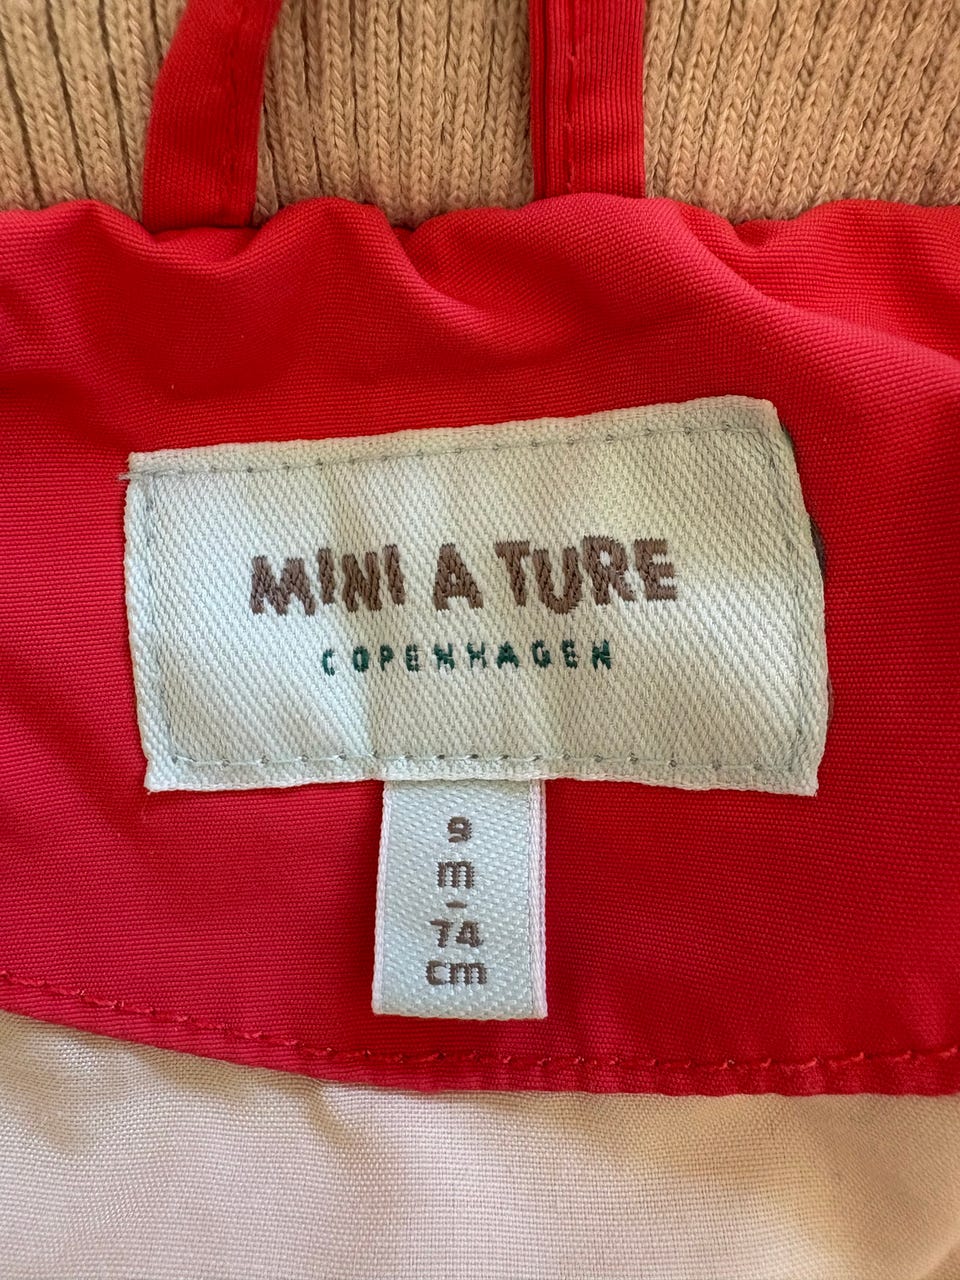 MINI A TURE
COPENHAGEN
9
m
-
74
cm